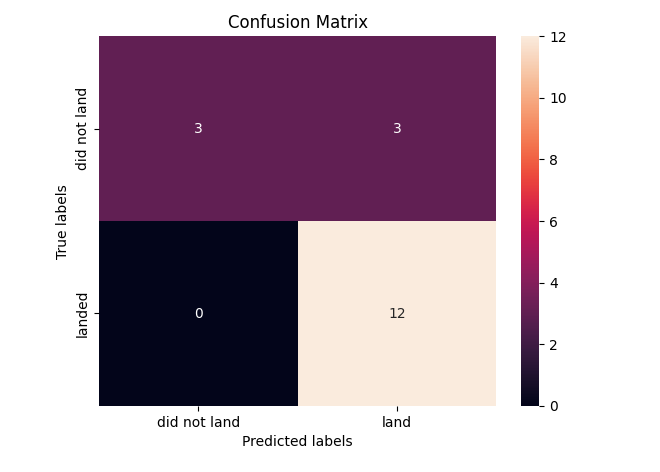 Confusion Matrix
True labels
did not land
landed
3
3
0
12
did not land
land
Predicted labels
12
10
8
6
4
2
0